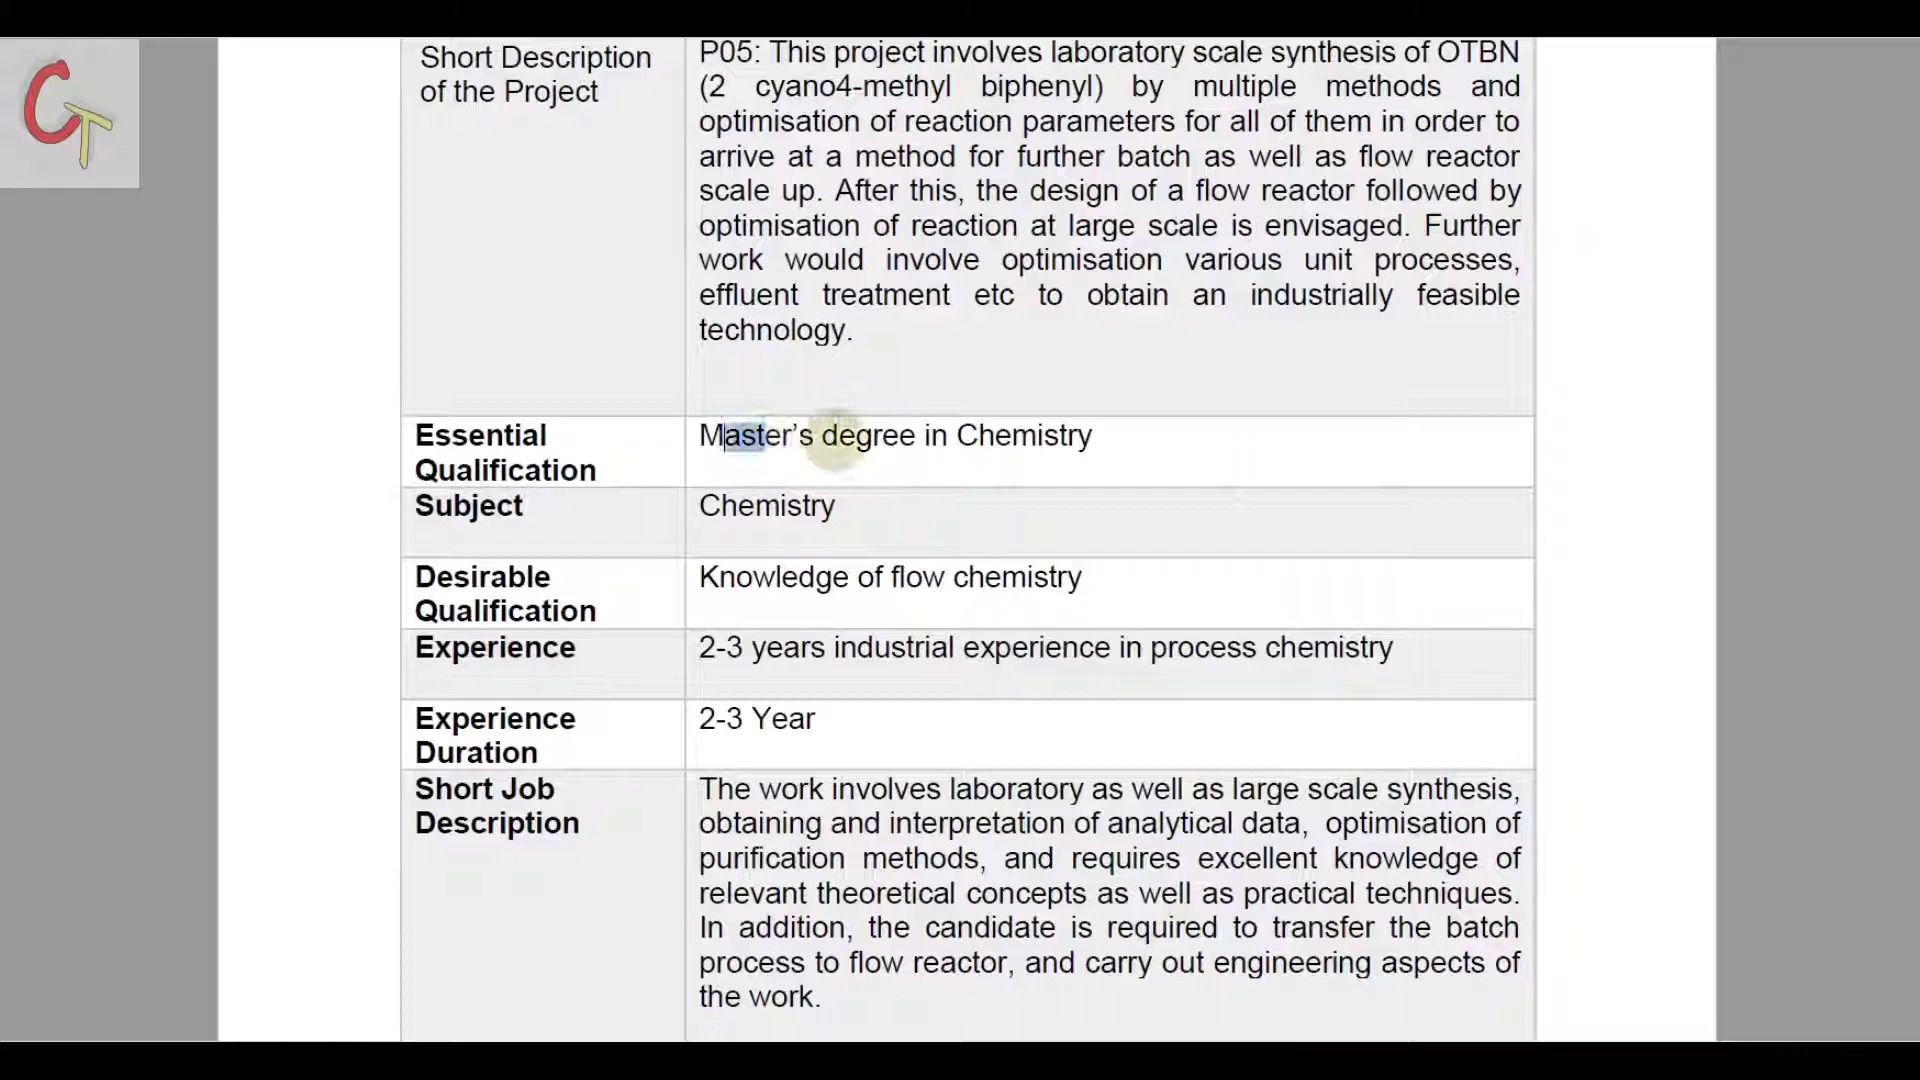 CT
Short Description
of the Project
P05: This project involves laboratory scale synthesis of OTBN
(2 cyano4-methyl biphenyl) by multiple methods and
optimisation of reaction parameters for all of them in order to
arrive at a method for further batch as well as flow reactor
scale up. After this, the design of a flow reactor followed by
optimisation of reaction at large scale is envisaged. Further
work would involve optimisation various unit processes,
effluent treatment etc to obtain an industrially feasible
technology.
Essential
Qualification
Master’s degree in Chemistry
Subject
Chemistry
Desirable
Qualification
Knowledge of flow chemistry
Experience
2-3 years industrial experience in process chemistry
Experience
Duration
2-3 Year
Short Job
Description
The work involves laboratory as well as large scale synthesis,
obtaining and interpretation of analytical data, optimisation of
purification methods, and requires excellent knowledge of
relevant theoretical concepts as well as practical techniques.
In addition, the candidate is required to transfer the batch
process to flow reactor, and carry out engineering aspects of
the work.